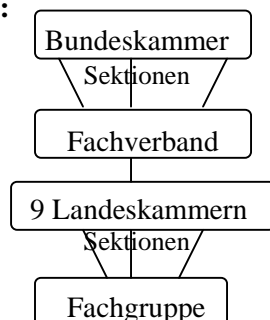 :
Bundeskammer
Sektionen
Fachverband
9 Landeskammern
Sektionen
Fachgruppe